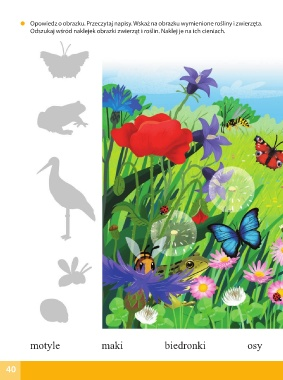 Opowiedz o obrazku. Przeczytaj napisy. Wskaż na obrazku wymienione rośliny i zwierzęta.
Odszukaj wśród naklejek obrazki zwierząt i roślin. Naklej je na ich cieniach.
motyle maki biedronki osy
40